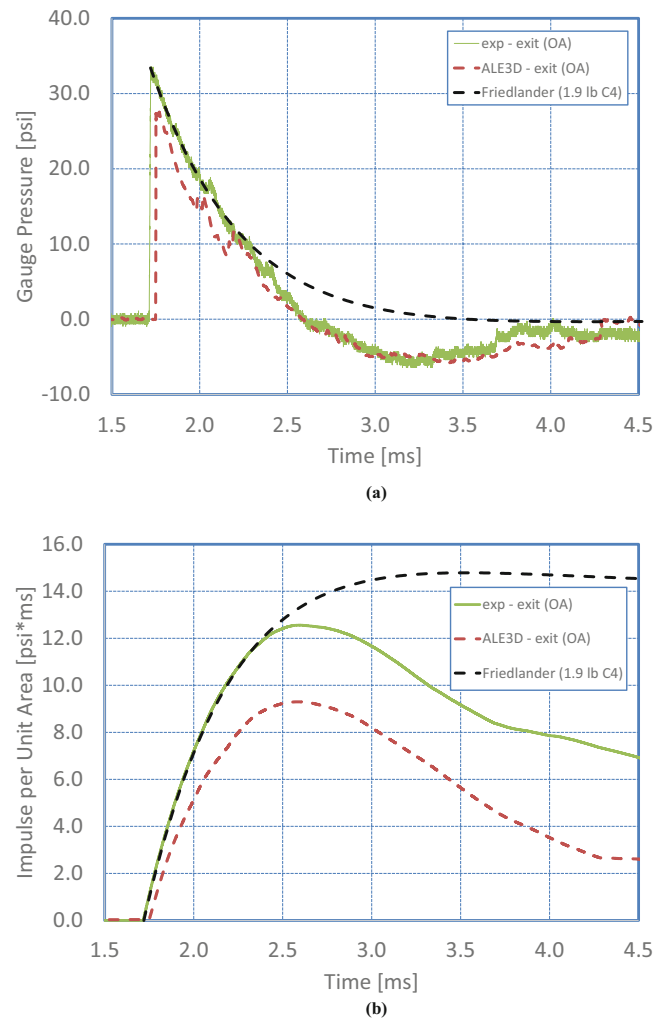 40.0
30.0
20.0
10.0
0.0
-10.0
Gauge Pressure [psi]
exp - exit (OA)
ALE3D - exit (OA)
Friedlander (1.9 lb C4)
1.5 2.0 2.5 3.0 3.5 4.0 4.5
Time [ms]
(a)
16.0
14.0
12.0
10.0
8.0
6.0
4.0
2.0
0.0
Impulse per Unit Area [psi*ms]
exp - exit (OA)
ALE3D - exit (OA)
Friedlander (1.9 lb C4)
1.5 2.0 2.5 3.0 3.5 4.0 4.5
Time [ms]
(b)